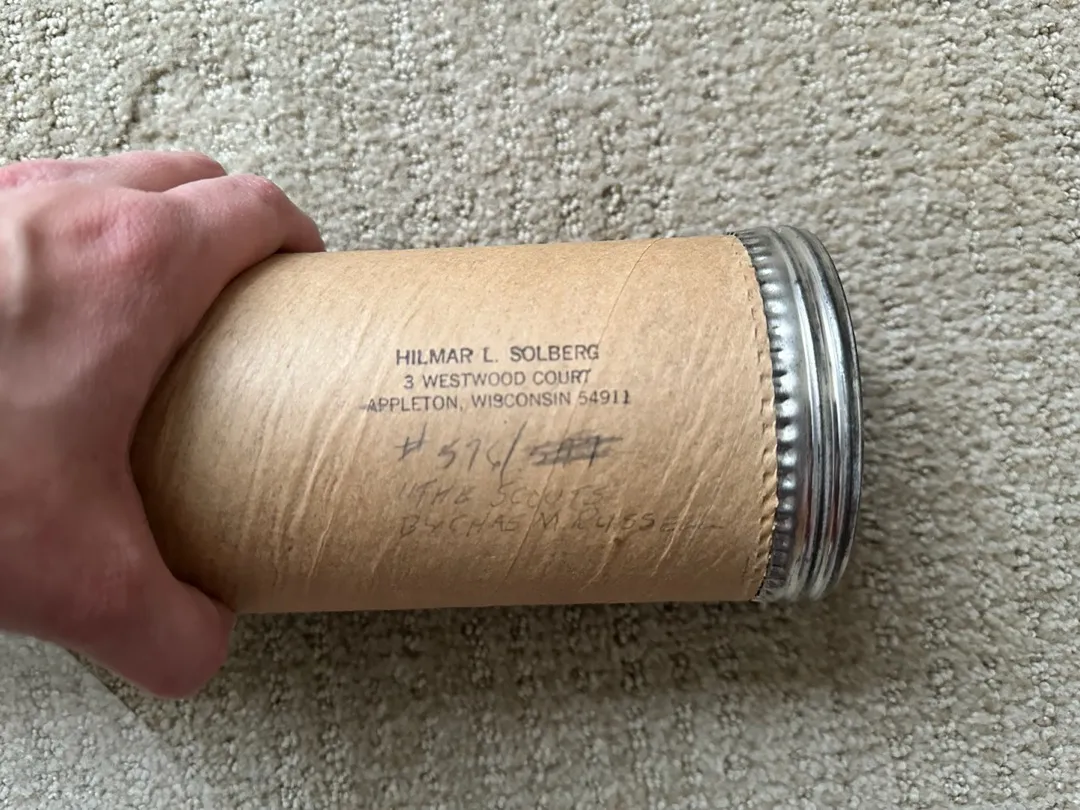 HILMAR L. SOLBERG
3 WESTWOOD COURT
APPLETON, WISCONSIN 54911
# 576/
"THE SCOUTS
BY CHAS M. RUSSELL